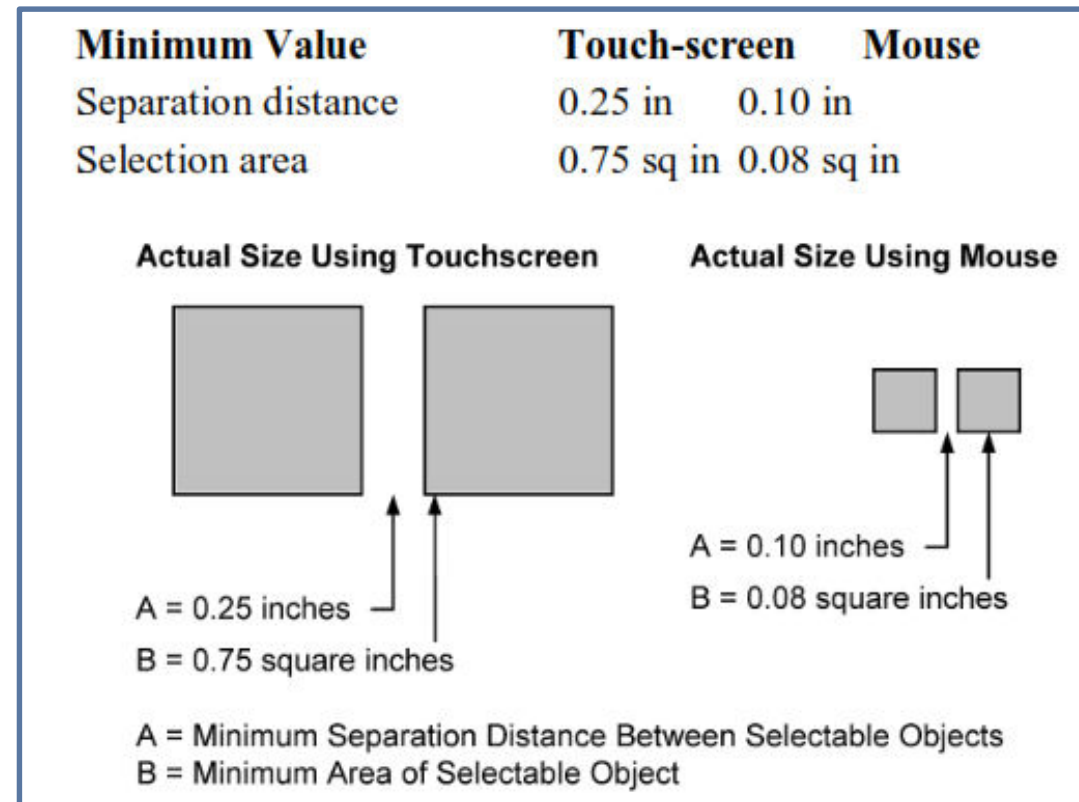 Minimum Value Touch-screen Mouse
Separation distance 0.25 in 0.10 in
Selection area 0.75 sq in 0.08 sq in
Actual Size Using Touchscreen Actual Size Using Mouse
A = 0.25 inches
B = 0.75 square inches
A = 0.10 inches
B = 0.08 square inches
A = Minimum Separation Distance Between Selectable Objects
B = Minimum Area of Selectable Object